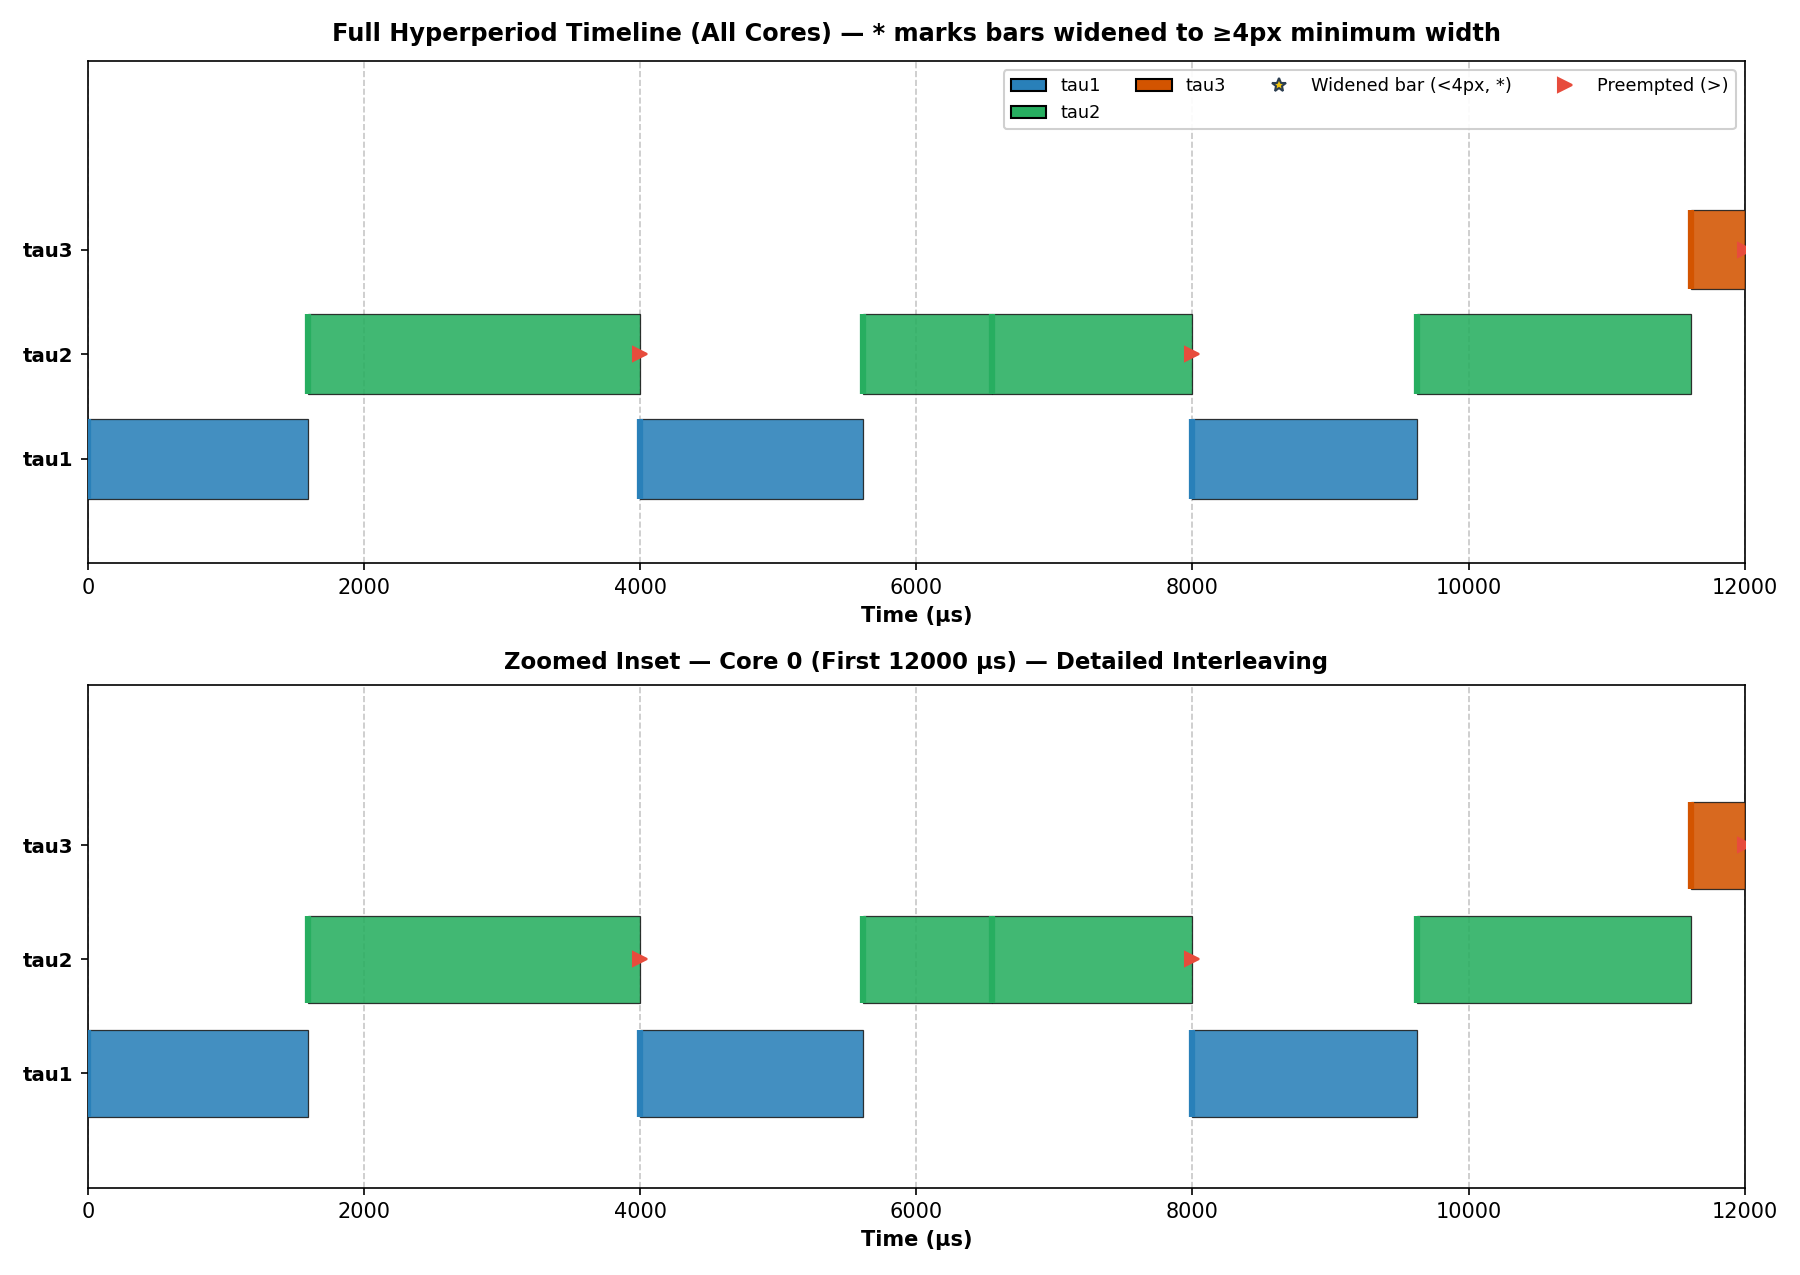 Full Hyperperiod Timeline (All Cores) — * marks bars widened to ≥4px minimum width
tau1 tau3 Widened bar (<4px, *) Preempted (>)
tau2
tau3
tau2
tau1
0 2000 4000 6000 8000 10000 12000
Time (µs)
Zoomed Inset — Core 0 (First 12000 µs) — Detailed Interleaving
tau3
tau2
tau1
0 2000 4000 6000 8000 10000 12000
Time (µs)